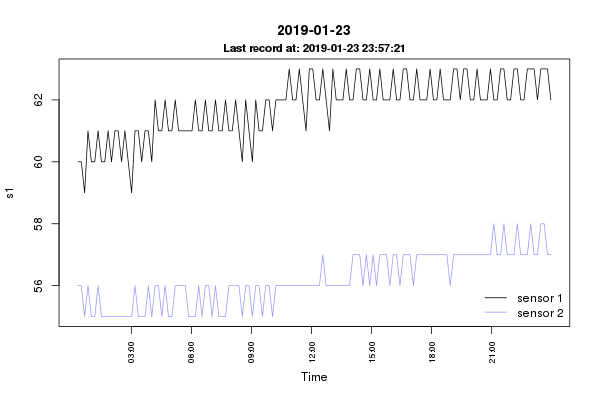 2019-01-23
Last record at: 2019-01-23 23:57:21
62
60
58
56
s1
sensor 1
sensor 2
03:00 06:00 09:00 12:00 15:00 18:00 21:00
Time